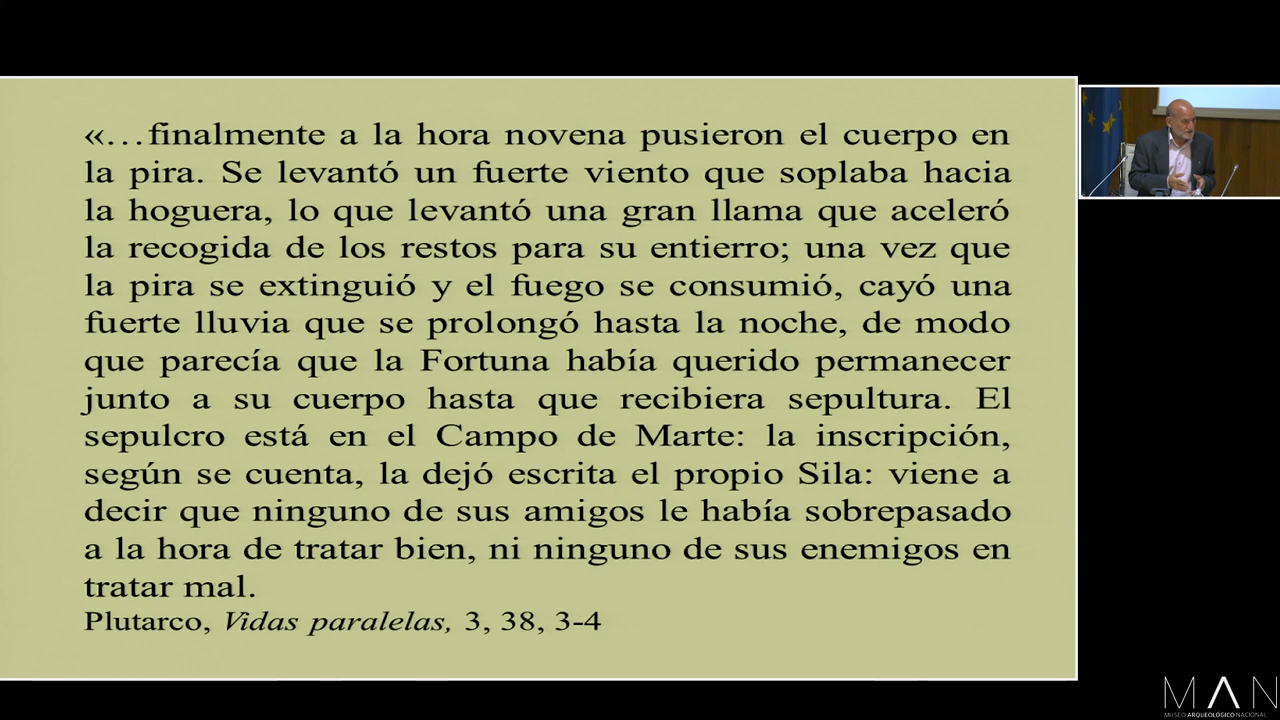 «…finalmente a la hora novena pusieron el cuerpo en
la pira. Se levantó un fuerte viento que soplaba hacia
la hoguera, lo que levantó una gran llama que aceleró
la recogida de los restos para su entierro; una vez que
la pira se extinguió y el fuego se consumió, cayó una
fuerte lluvia que se prolongó hasta la noche, de modo
que parecía que la Fortuna había querido permanecer
junto a su cuerpo hasta que recibiera sepultura. El
sepulcro está en el Campo de Marte: la inscripción,
según se cuenta, la dejó escrita el propio Sila: viene a
decir que ninguno de sus amigos le había sobrepasado
a la hora de tratar bien, ni ninguno de sus enemigos en
tratar mal.
Plutarco, Vidas paralelas, 3, 38, 3-4
MAN
MUSEO ARQUEOLÓGICO NACIONAL